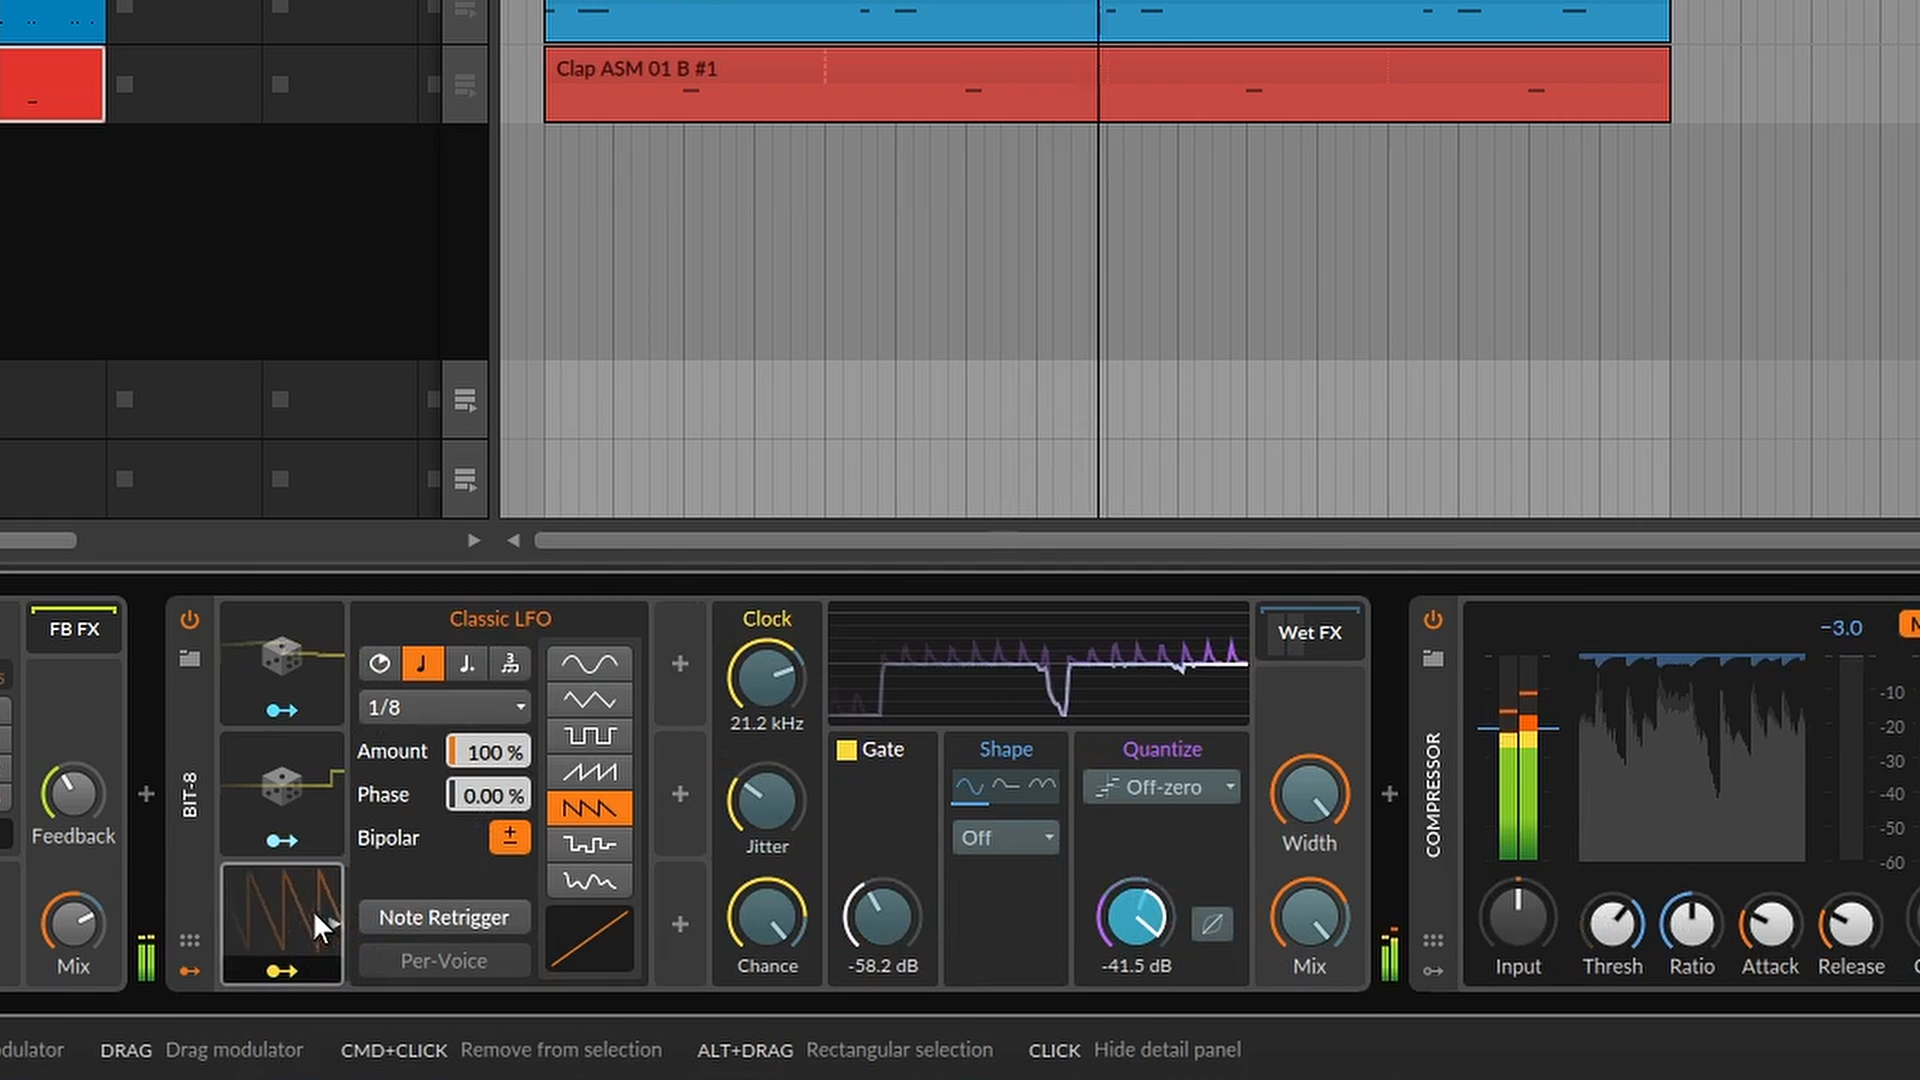 Clap ASM 01 B #1
FB FX
Feedback
Mix
BIT-8
Classic LFO
1/8
Amount 100 %
Phase 0.00 %
Bipolar ±
Note Retrigger
Per-Voice
Clock
21.2 kHz
Jitter
Chance
Gate
-58.2 dB
Shape
Off
Quantize
Off-zero
-41.5 dB
Wet FX
Width
Mix
COMPRESSOR
−3.0
-10
-20
-30
-40
-50
-60
Input
Thresh
Ratio
Attack
Release
DRAG Drag modulator CMD+CLICK Remove from selection ALT+DRAG Rectangular selection CLICK Hide detail panel